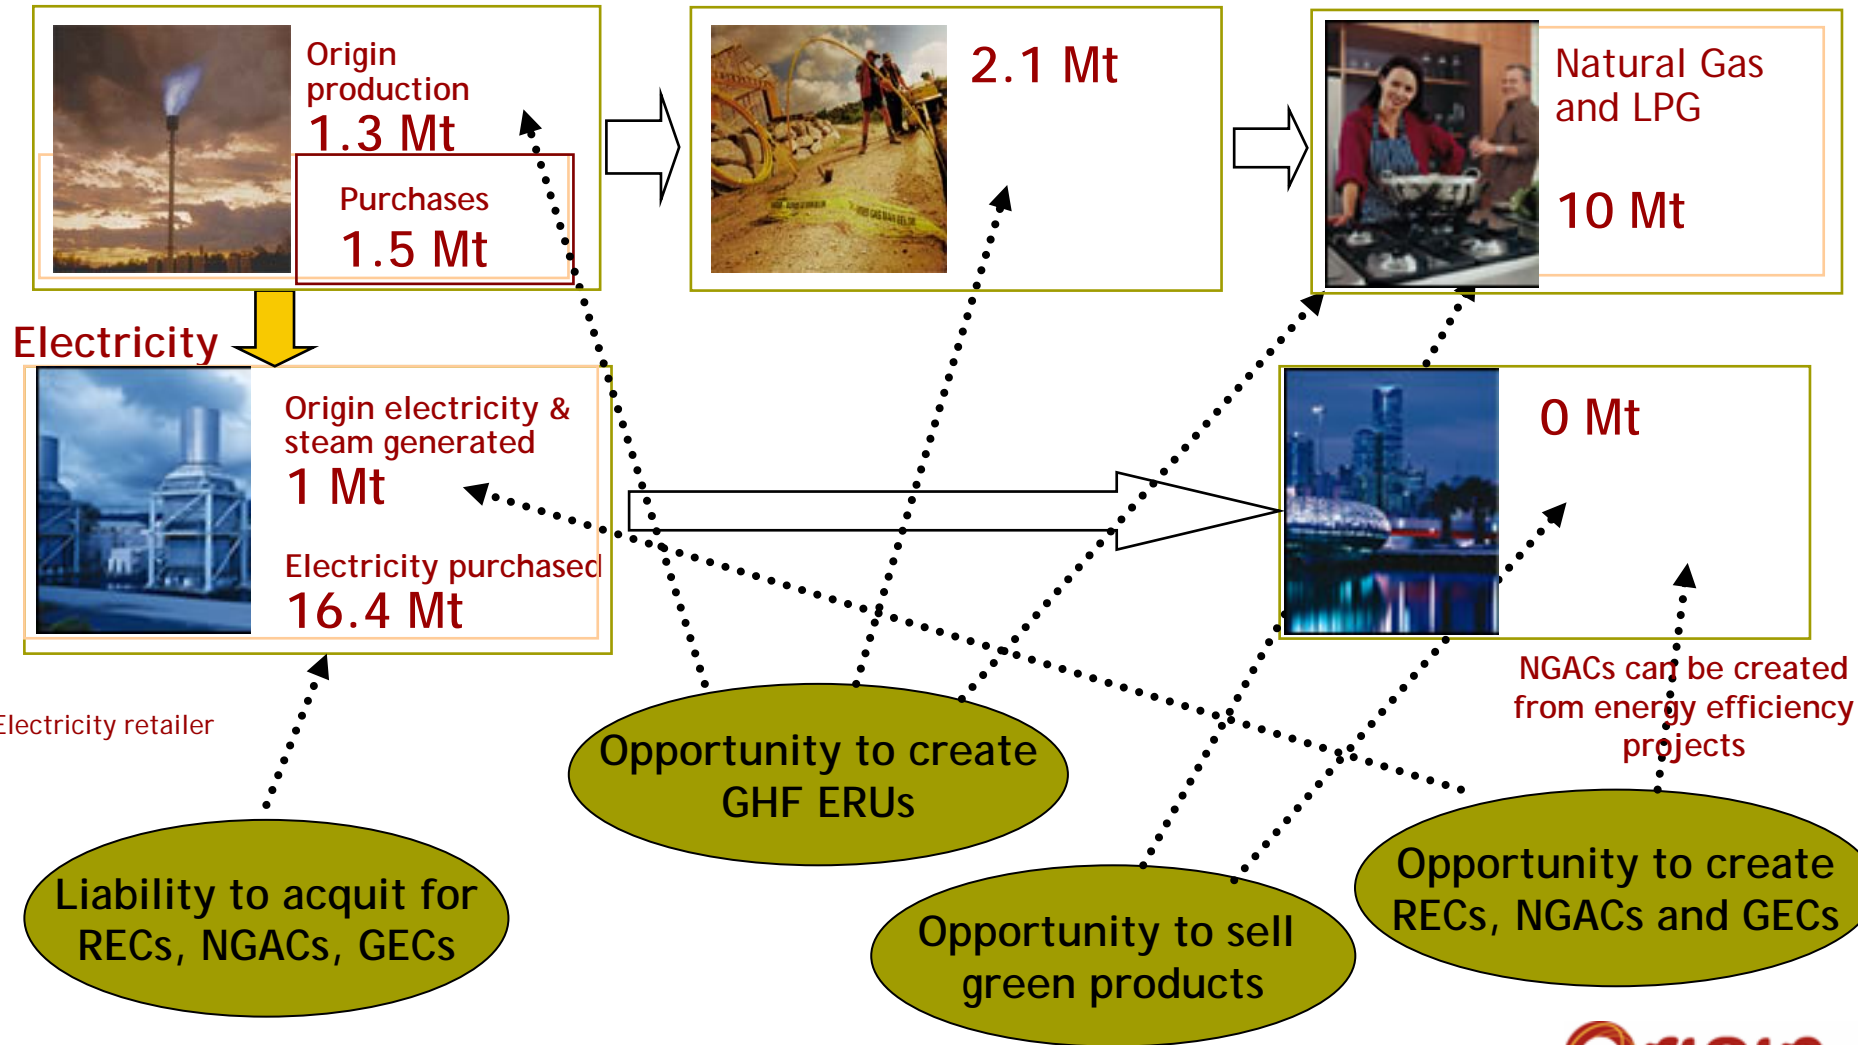 Origin
production
1.3 Mt
Purchases
1.5 Mt
2.1 Mt
Natural Gas
and LPG
10 Mt
Electricity
Origin electricity &
steam generated
1 Mt
Electricity purchased
16.4 Mt
0 Mt
NGACs can be created
from energy efficiency
projects
Electricity retailer
Opportunity to create
GHF ERUs
Liability to acquit for
RECs, NGACs, GECs
Opportunity to sell
green products
Opportunity to create
RECs, NGACs and GECs
Origin